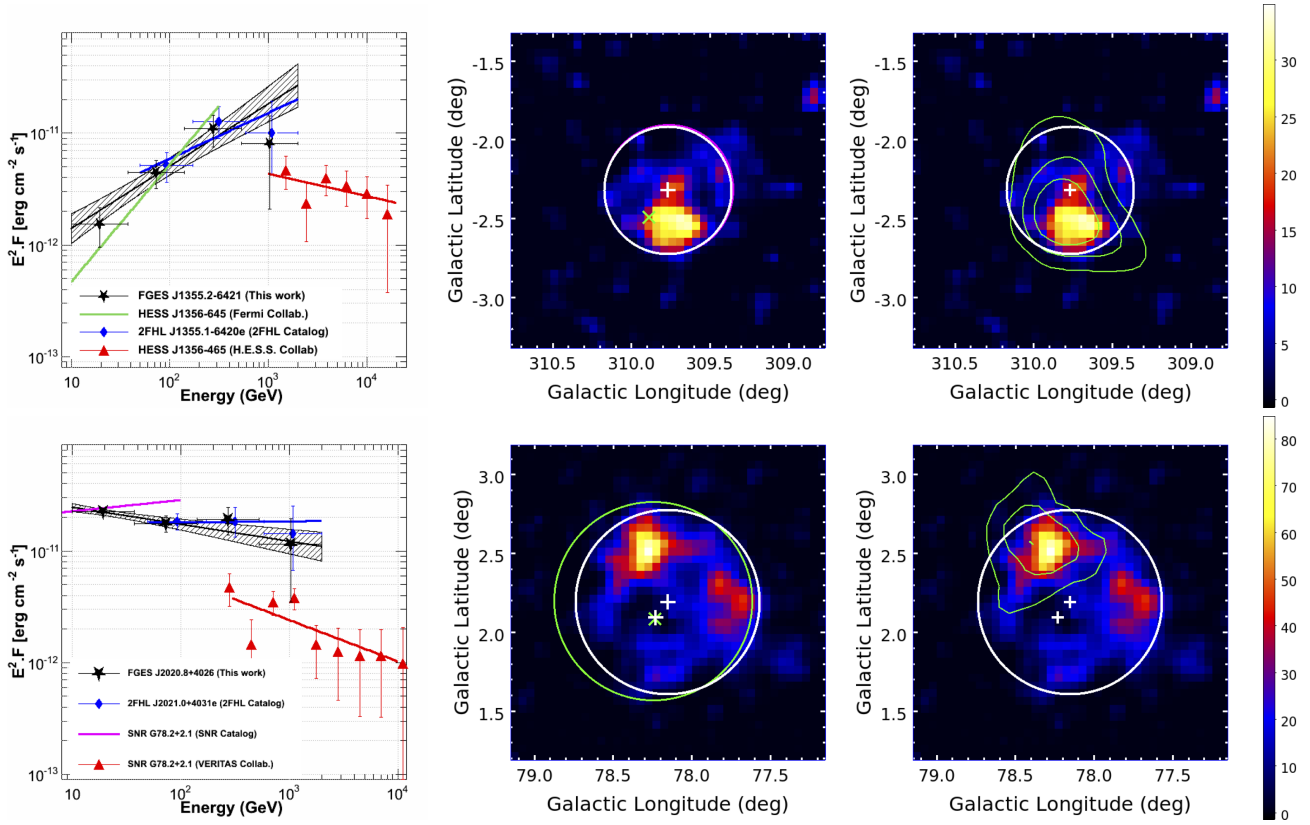 E².F [erg cm⁻² s⁻¹]
10⁻¹¹
10⁻¹²
10⁻¹³
FGES J1355.2-6421 (This work)
HESS J1356-645 (Fermi Collab.)
2FHL J1355.1-6420e (2FHL Catalog)
HESS J1356-465 (H.E.S.S. Collab)
10 10² 10³ 10⁴
Energy (GeV)
Galactic Latitude (deg)
-1.5
-2.0
-2.5
-3.0
310.5 310.0 309.5 309.0
Galactic Longitude (deg)
Galactic Latitude (deg)
-1.5
-2.0
-2.5
-3.0
310.5 310.0 309.5 309.0
Galactic Longitude (deg)
30
25
20
15
10
5
0
E².F [erg cm⁻² s⁻¹]
10⁻¹¹
10⁻¹²
10⁻¹³
FGES J2020.8+4026 (This work)
2FHL J2021.0+4031e (2FHL Catalog)
SNR G78.2+2.1 (SNR Catalog)
SNR G78.2+2.1 (VERITAS Collab.)
10 10² 10³ 10⁴
Energy (GeV)
Galactic Latitude (deg)
3.0
2.5
2.0
1.5
79.0 78.5 78.0 77.5
Galactic Longitude (deg)
Galactic Latitude (deg)
3.0
2.5
2.0
1.5
79.0 78.5 78.0 77.5
Galactic Longitude (deg)
80
70
60
50
40
30
20
10
0